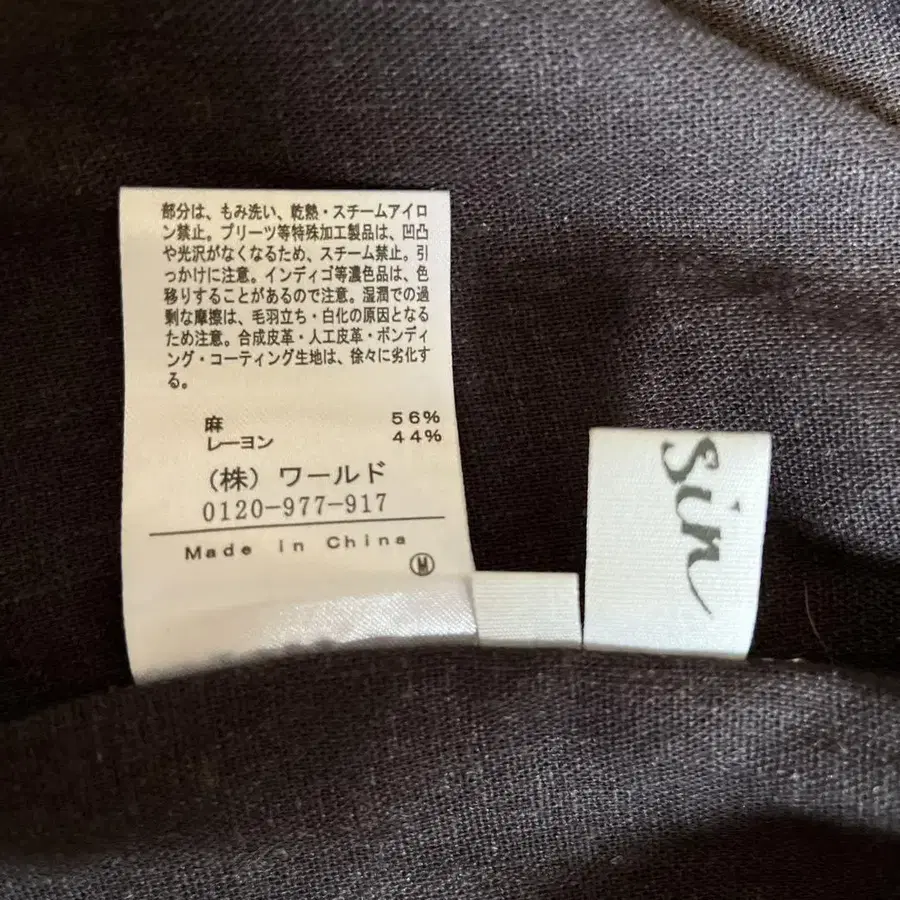 部分は、もみ洗い、乾熱・スチームアイロ
ン禁止。プリーツ等特殊加工製品は、凹凸
や光沢がなくなるため、スチーム禁止。引
っかけに注意。インディゴ等濃色品は、色
移りすることがあるので注意。湿潤での過
剰な摩擦は、毛羽立ち・白化の原因となる
ため注意。合成皮革・人工皮革・ボンディ
ング・コーティング生地は、徐々に劣化す
る。
麻 56%
レーヨン 44%
(株)ワールド
0120-977-917
Made in China
M
sin